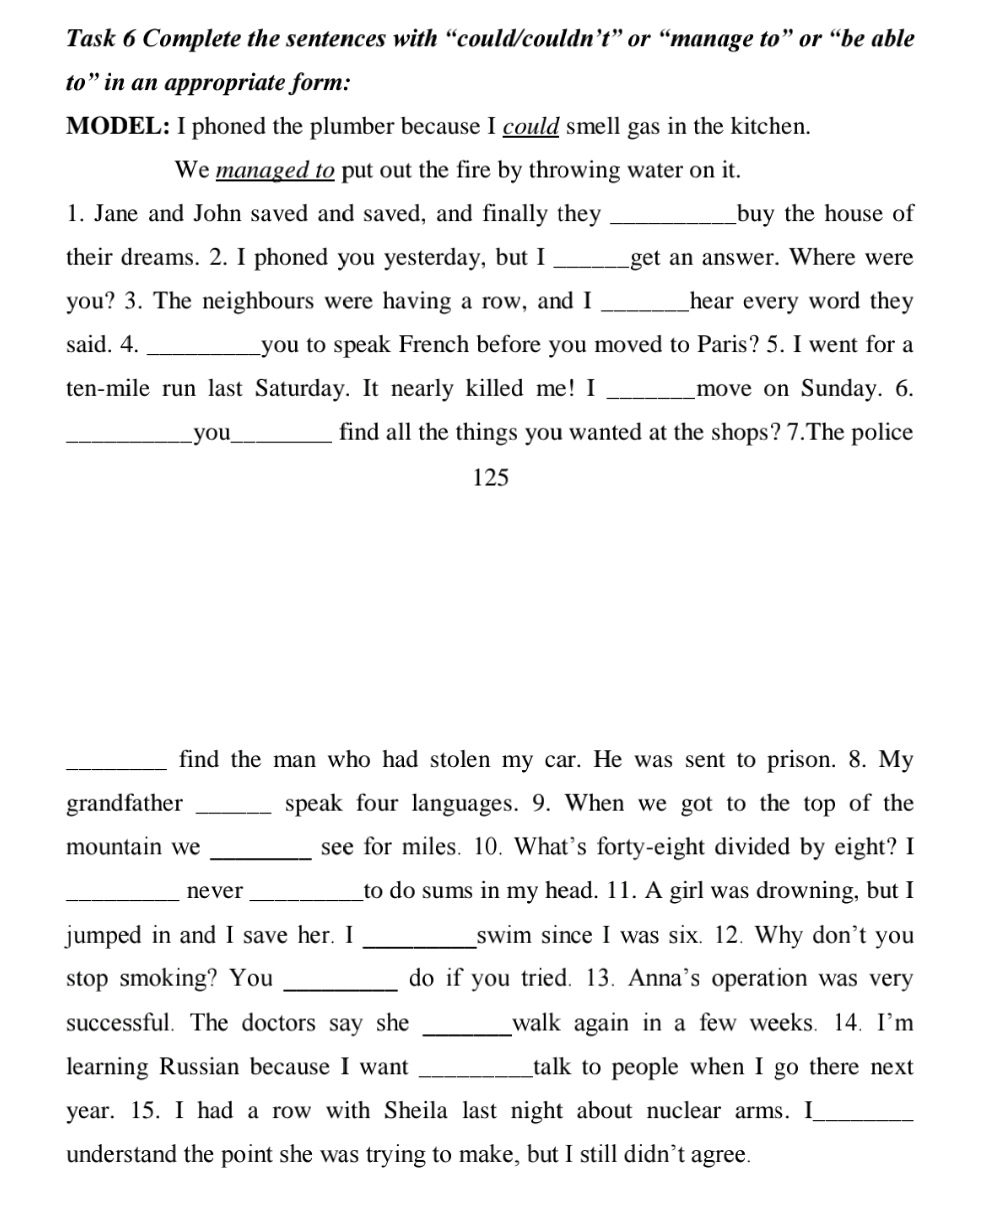 Task 6 Complete the sentences with “could/couldn’t” or “manage to” or “be able
to” in an appropriate form:
MODEL: I phoned the plumber because I could smell gas in the kitchen.
We managed to put out the fire by throwing water on it.
1. Jane and John saved and saved, and finally they __________buy the house of
their dreams. 2. I phoned you yesterday, but I ______get an answer. Where were
you? 3. The neighbours were having a row, and I _______hear every word they
said. 4. _________you to speak French before you moved to Paris? 5. I went for a
ten-mile run last Saturday. It nearly killed me! I _______move on Sunday. 6.
__________you________ find all the things you wanted at the shops? 7.The police
125
________ find the man who had stolen my car. He was sent to prison. 8. My
grandfather ______ speak four languages. 9. When we got to the top of the
mountain we ________ see for miles. 10. What’s forty-eight divided by eight? I
_________ never _________to do sums in my head. 11. A girl was drowning, but I
jumped in and I save her. I _________swim since I was six. 12. Why don’t you
stop smoking? You _________ do if you tried. 13. Anna’s operation was very
successful. The doctors say she _______walk again in a few weeks. 14. I’m
learning Russian because I want _________talk to people when I go there next
year. 15. I had a row with Sheila last night about nuclear arms. I________
understand the point she was trying to make, but I still didn’t agree.